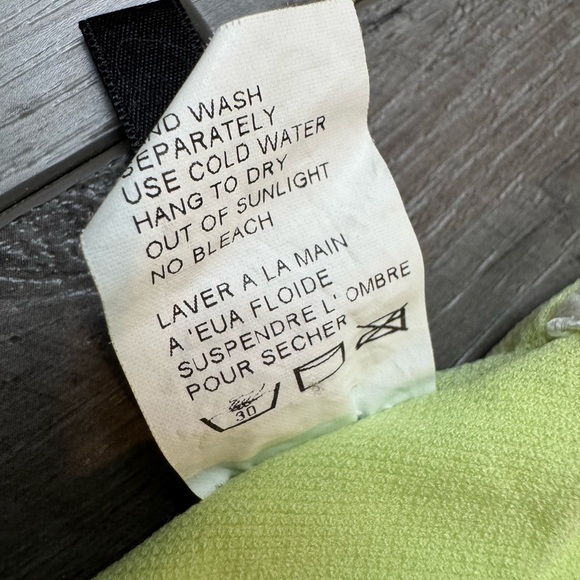 ND WASH
SEPARATELY
USE COLD WATER
HANG TO DRY
OUT OF SUNLIGHT
NO BLEACH
LAVER A LA MAIN
A 'EUA FLOIDE
SUSPENDRE L' OMBRE
POUR SECHER
30